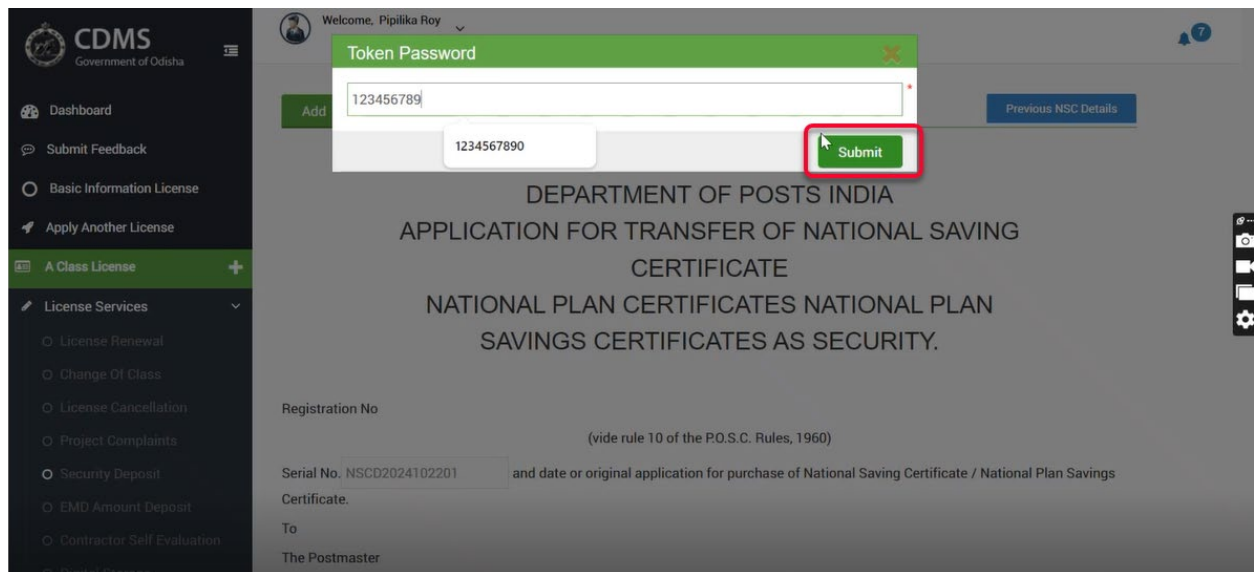 CDMS
Government of Odisha
Dashboard
Submit Feedback
Basic Information License
Apply Another License
A Class License
License Services
License Renewal
Change Of Class
License Cancellation
Project Complaints
Security Deposit
EMD Amount Deposit
Contractor Self Evaluation
Digital Storage
Welcome, Pipilika Roy
7
Token Password
123456789
*
1234567890
Submit
Add
Previous NSC Details
DEPARTMENT OF POSTS INDIA
APPLICATION FOR TRANSFER OF NATIONAL SAVING
CERTIFICATE
NATIONAL PLAN CERTIFICATES NATIONAL PLAN
SAVINGS CERTIFICATES AS SECURITY.
Registration No
(vide rule 10 of the P.O.S.C. Rules, 1960)
Serial No. NSCD2024102201 and date or original application for purchase of National Saving Certificate / National Plan Savings
Certificate.
To
The Postmaster